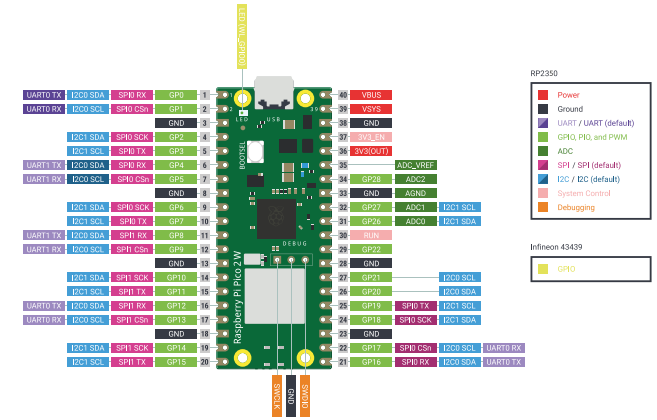 LED (WL_GPIO0)
RP2350
Power
Ground
UART / UART (default)
GPIO, PIO, and PWM
ADC
SPI / SPI (default)
I2C / I2C (default)
System Control
Debugging
Infineon 43439
GPIO
UART0 TX I2C0 SDA SPI0 RX GP0 1
UART0 RX I2C0 SCL SPI0 CSn GP1 2
GND 3
I2C1 SDA SPI0 SCK GP2 4
I2C1 SCL SPI0 TX GP3 5
UART1 TX I2C0 SDA SPI0 RX GP4 6
UART1 RX I2C0 SCL SPI0 CSn GP5 7
GND 8
I2C1 SDA SPI0 SCK GP6 9
I2C1 SCL SPI0 TX GP7 10
UART1 TX I2C0 SDA SPI1 RX GP8 11
UART1 RX I2C0 SCL SPI1 CSn GP9 12
GND 13
I2C1 SDA SPI1 SCK GP10 14
I2C1 SCL SPI1 TX GP11 15
UART0 TX I2C0 SDA SPI1 RX GP12 16
UART0 RX I2C0 SCL SPI1 CSn GP13 17
GND 18
I2C1 SDA SPI1 SCK GP14 19
I2C1 SCL SPI1 TX GP15 20
1
2
LED
USB
39
BOOTSEL
DEBUG
Raspberry Pi Pico 2 W
40 VBUS
39 VSYS
38 GND
37 3V3_EN
36 3V3(OUT)
35 ADC_VREF
34 GP28 ADC2
33 GND AGND
32 GP27 ADC1 I2C1 SCL
31 GP26 ADC0 I2C1 SDA
30 RUN
29 GP22
28 GND
27 GP21 I2C0 SCL
26 GP20 I2C0 SDA
25 GP19 SPI0 TX I2C1 SCL
24 GP18 SPI0 SCK I2C1 SDA
23 GND
22 GP17 SPI0 CSn I2C0 SCL UART0 RX
21 GP16 SPI0 RX I2C0 SDA UART0 TX
SWCLK
GND
SWDIO